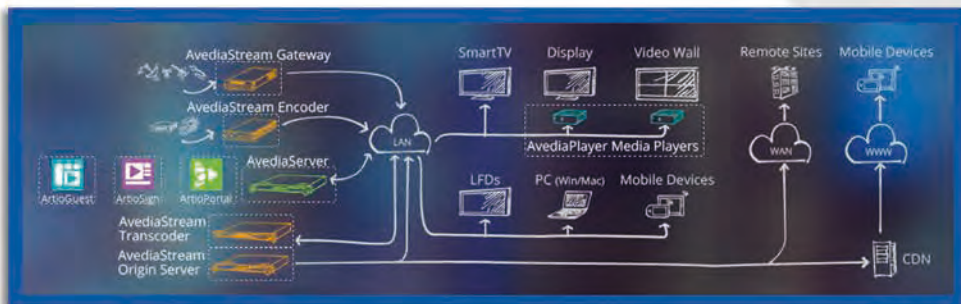 AvediaStream Gateway
SmartTV
Display
Video Wall
Remote Sites
Mobile Devices
AvediaStream Encoder
LAN
AvediaPlayer Media Players
WAN
WWW
AvediaServer
ArtioGuest
ArtioSign
ArtioPortal
LFDs
PC (Win/Mac)
Mobile Devices
AvediaStream
Transcoder
AvediaStream
Origin Server
CDN